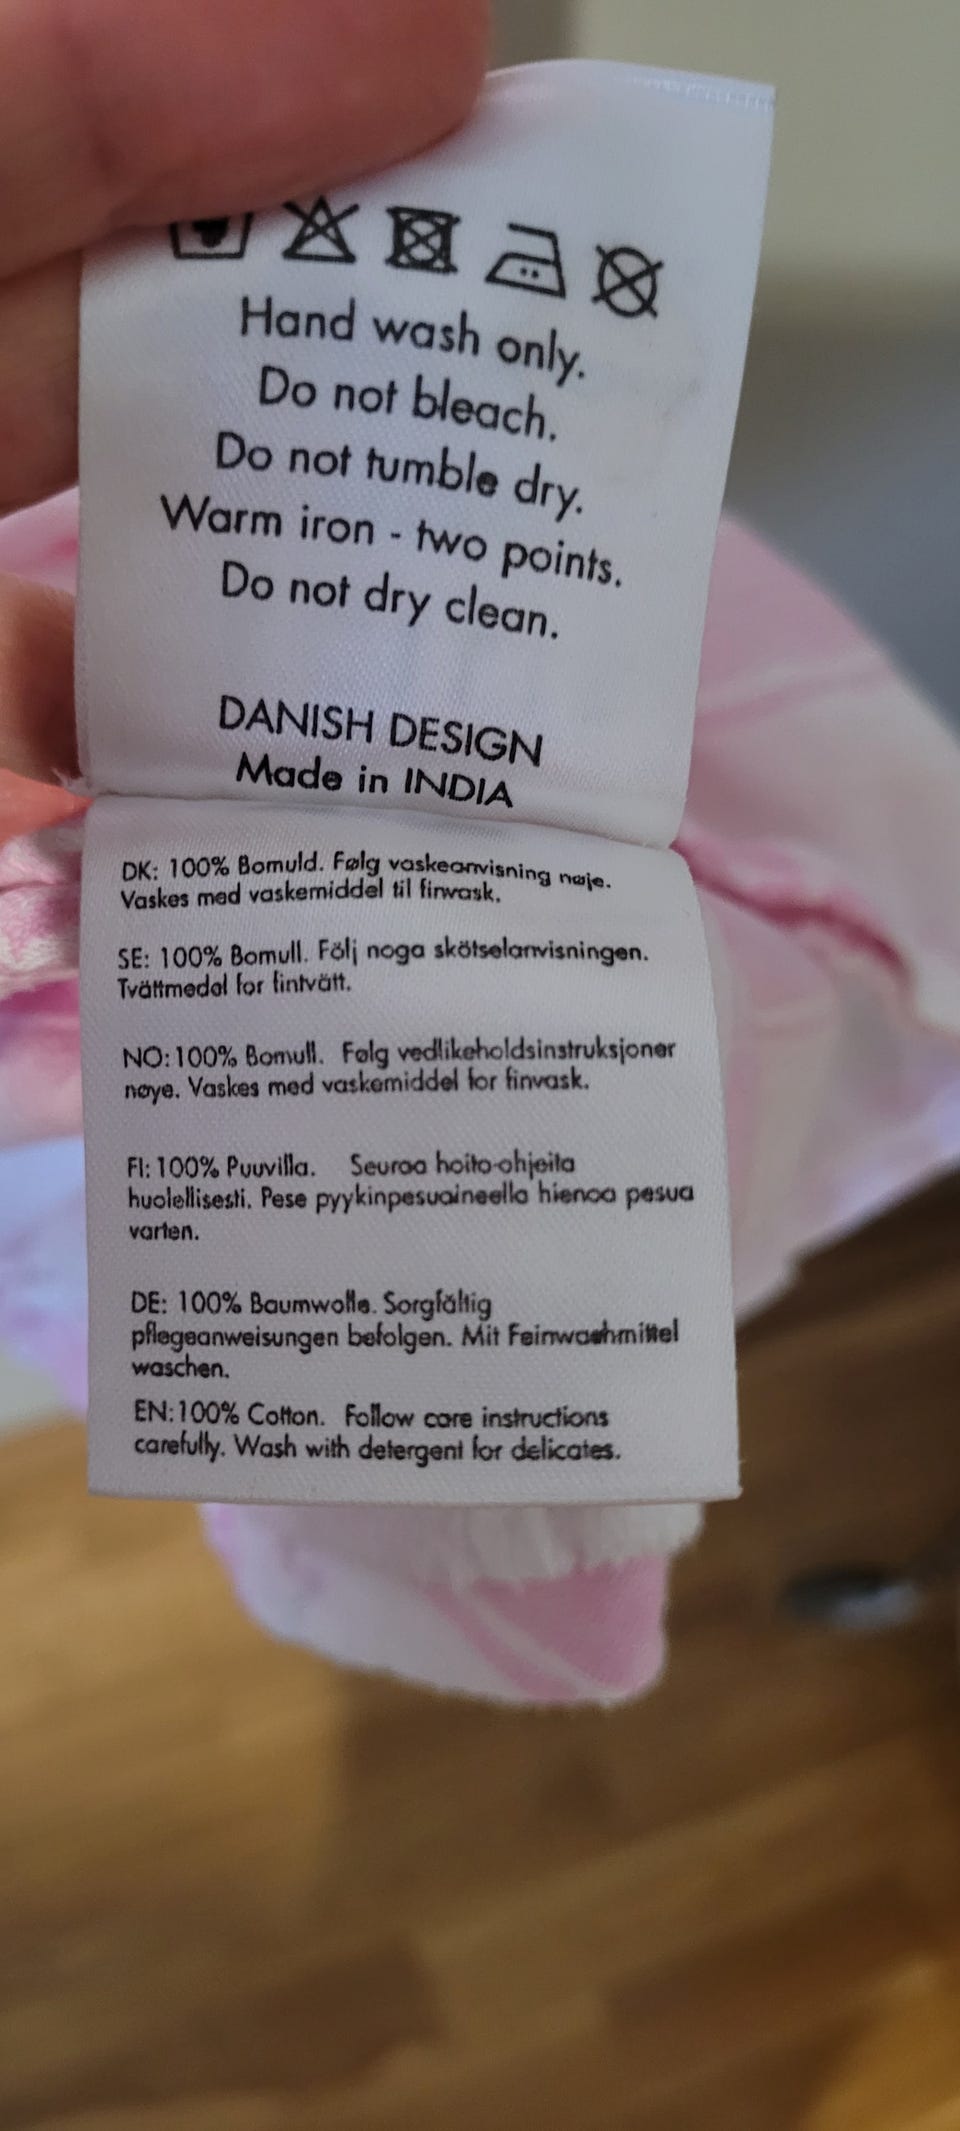 Hand wash only.
Do not bleach.
Do not tumble dry.
Warm iron - two points.
Do not dry clean.
DANISH DESIGN
Made in INDIA
DK: 100% Bomuld. Følg vaskeanvisning nøje.
Vaskes med vaskemiddel til finvask.
SE: 100% Bomull. Följ noga skötselanvisningen.
Tvättmedel for fintvätt.
NO:100% Bomull. Følg vedlikeholdsinstruksjoner
nøye. Vaskes med vaskemiddel for finvask.
FI: 100% Puuvilla. Seuraa hoito-ohjeita
huolellisesti. Pese pyykinpesuaineella hienoa pesua
varten.
DE: 100% Baumwolle. Sorgfältig
pflegeanweisungen befolgen. Mit Feinwashmittel
waschen.
EN:100% Cotton. Follow care instructions
carefully. Wash with detergent for delicates.